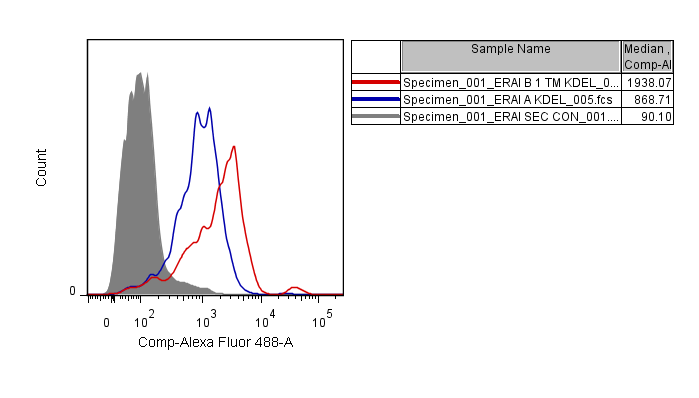 Sample Name Median ,
Comp-Al
Specimen_001_ERAI B 1 TM KDEL_0... 1938.07
Specimen_001_ERAI A KDEL_005.fcs 868.71
Specimen_001_ERAI SEC CON_001.... 90.10
Count
0
0 10^2 10^3 10^4 10^5
Comp-Alexa Fluor 488-A